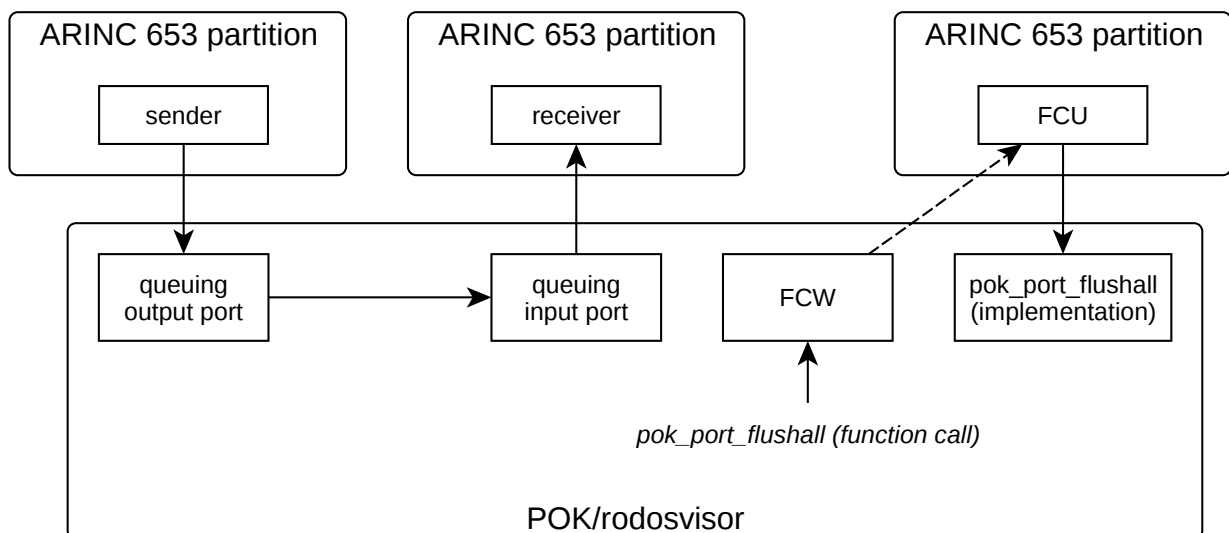 ARINC 653 partition
ARINC 653 partition
ARINC 653 partition
sender
receiver
FCU
queuing
output port
queuing
input port
FCW
pok_port_flushall
(implementation)
pok_port_flushall (function call)
POK/rodosvisor